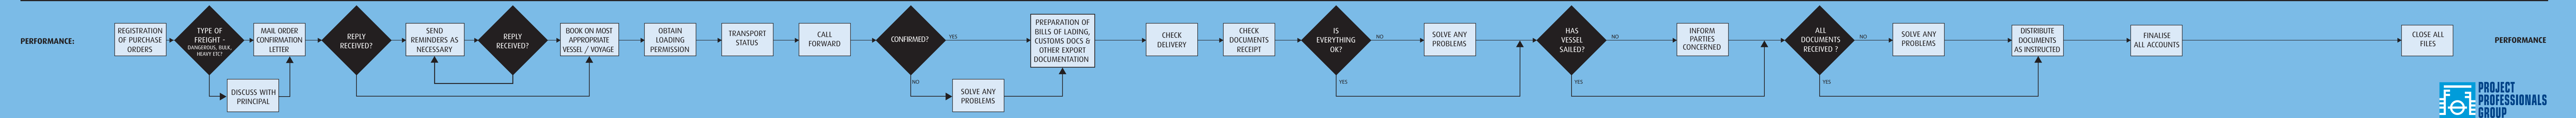 PERFORMANCE:
REGISTRATION
OF PURCHASE
ORDERS
TYPE OF
FREIGHT -
DANGEROUS, BULK,
HEAVY ETC?
DISCUSS WITH
PRINCIPAL
MAIL ORDER
CONFIRMATION
LETTER
REPLY
RECEIVED?
SEND
REMINDERS AS
NECESSARY
REPLY
RECEIVED?
BOOK ON MOST
APPROPRIATE
VESSEL / VOYAGE
OBTAIN
LOADING
PERMISSION
TRANSPORT
STATUS
CALL
FORWARD
CONFIRMED?
YES
NO
SOLVE ANY
PROBLEMS
PREPARATION OF
BILLS OF LADING,
CUSTOMS DOCS &
OTHER EXPORT
DOCUMENTATION
CHECK
DELIVERY
CHECK
DOCUMENTS
RECEIPT
IS
EVERYTHING
OK?
NO
YES
SOLVE ANY
PROBLEMS
HAS
VESSEL
SAILED?
NO
YES
INFORM
PARTIES
CONCERNED
ALL
DOCUMENTS
RECEIVED ?
NO
YES
SOLVE ANY
PROBLEMS
DISTRIBUTE
DOCUMENTS
AS INSTRUCTED
FINALISE
ALL ACCOUNTS
CLOSE ALL
FILES
PERFORMANCE
PROJECT
PROFESSIONALS
GROUP